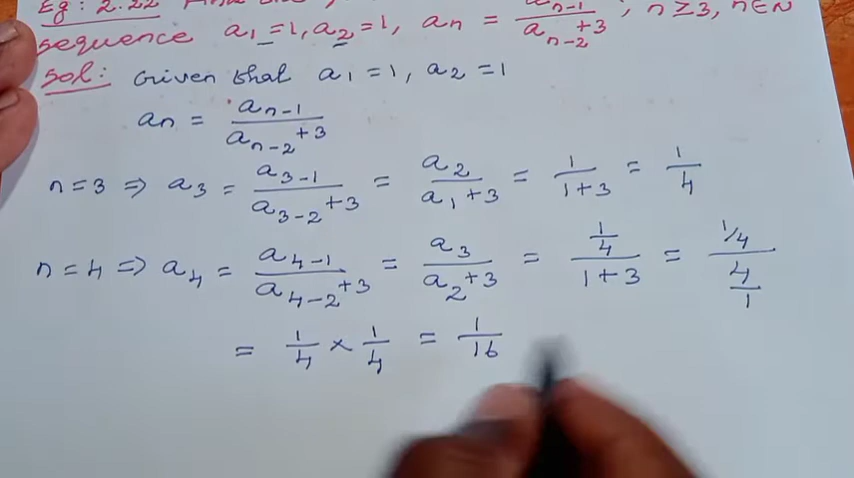 Eg: 2.22
sequence a₁ = 1, a₂ = 1, aₙ = aₙ₋₁ / (aₙ₋₂ + 3) , n ≥ 3, n ∈ N
Sol: Given that a₁ = 1, a₂ = 1
aₙ = aₙ₋₁ / (aₙ₋₂ + 3)
n = 3 ⇒ a₃ = a₃₋₁ / (a₃₋₂ + 3) = a₂ / (a₁ + 3) = 1 / (1 + 3) = 1/4
n = 4 ⇒ a₄ = a₄₋₁ / (a₄₋₂ + 3) = a₃ / (a₂ + 3) = (1/4) / (1 + 3) = (1/4) / (4/1)
= 1/4 × 1/4 = 1/16